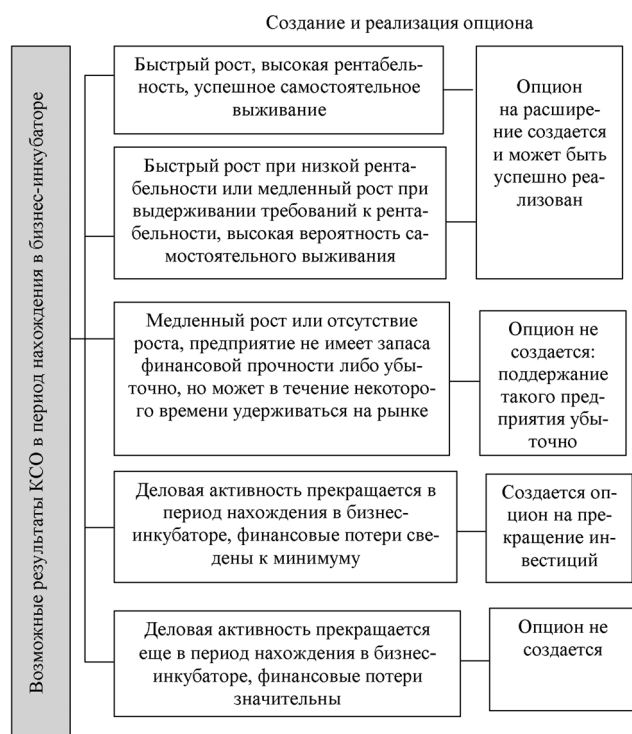 Создание и реализация опциона
Возможные результаты КСО в период нахождения в бизнес-инкубаторе
Быстрый рост, высокая рентабель-
ность, успешное самостоятельное
выживание
Опцион
на расшире-
ние создается
и может быть
успешно реа-
лизован
Быстрый рост при низкой рента-
бельности или медленный рост при
выдерживании требований к рента-
бельности, высокая вероятность са-
мостоятельного выживания
Медленный рост или отсутствие
роста, предприятие не имеет запаса
финансовой прочности либо убы-
точно, но может в течение некоторо-
го времени удерживаться на рынке
Опцион не
создается:
поддержание
такого пред-
приятия убы-
точно
Деловая активность прекращается в
период нахождения в бизнес-
инкубаторе, финансовые потери све-
дены к минимуму
Создается оп-
цион на пре-
кращение ин-
вестиций
Деловая активность прекращается
еще в период нахождения в бизнес-
инкубаторе, финансовые потери
значительны
Опцион не
создается